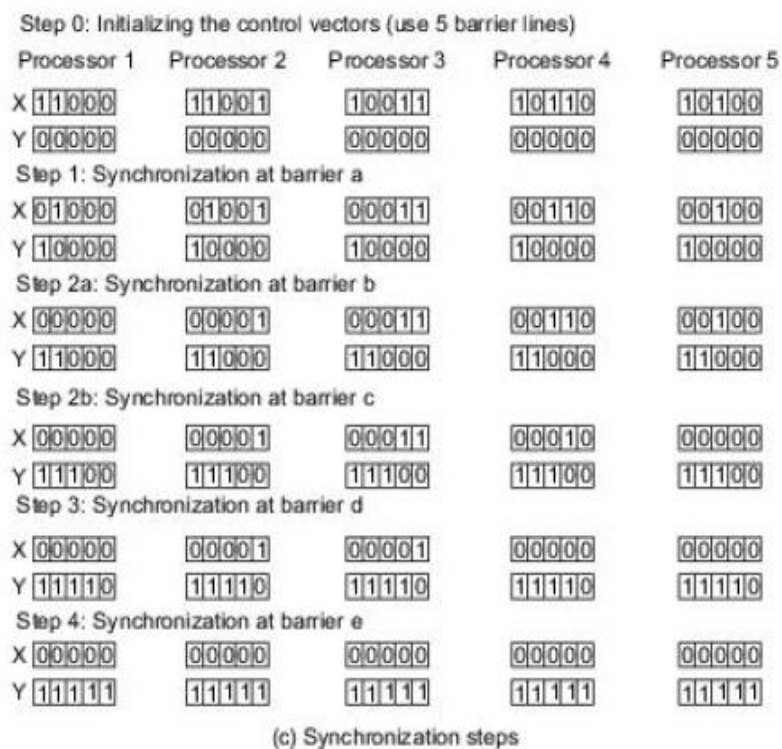 Step 0: Initializing the control vectors (use 5 barrier lines)
Processor 1 Processor 2 Processor 3 Processor 4 Processor 5
X 11000 11001 10011 10110 10100
Y 00000 00000 00000 00000 00000
Step 1: Synchronization at barrier a
X 01000 01001 00011 00110 00100
Y 10000 10000 10000 10000 10000
Step 2a: Synchronization at barrier b
X 00000 00001 00011 00110 00100
Y 11000 11000 11000 11000 11000
Step 2b: Synchronization at barrier c
X 00000 00001 00011 00010 00000
Y 11100 11100 11100 11100 11100
Step 3: Synchronization at barrier d
X 00000 00001 00001 00000 00000
Y 11110 11110 11110 11110 11110
Step 4: Synchronization at barrier e
X 00000 00000 00000 00000 00000
Y 11111 11111 11111 11111 11111
(c) Synchronization steps